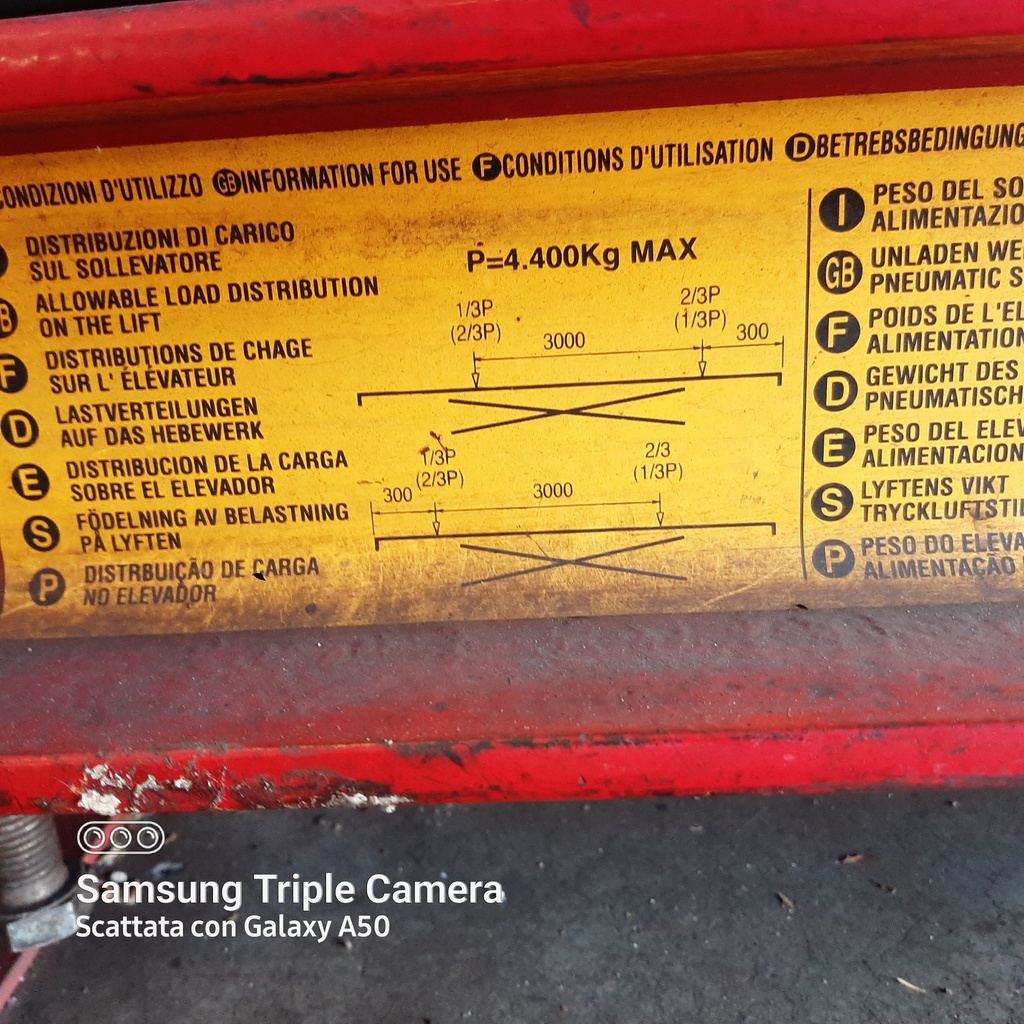 CONDIZIONI D'UTILIZZO GB INFORMATION FOR USE F CONDITIONS D'UTILISATION D BETREBSBEDINGUNG
DISTRIBUZIONI DI CARICO
SUL SOLLEVATORE
B ALLOWABLE LOAD DISTRIBUTION
ON THE LIFT
F DISTRIBUTIONS DE CHAGE
SUR L' ÉLÉVATEUR
D LASTVERTEILUNGEN
AUF DAS HEBEWERK
E DISTRIBUCION DE LA CARGA
SOBRE EL ELEVADOR
S FÖDELNING AV BELASTNING
PÅ LYFTEN
P DISTRBUIÇÃO DE CARGA
NO ELEVADOR
P=4.400Kg MAX
1/3P 2/3P
(2/3P) (1/3P)
3000 300
1/3P 2/3
(2/3P) (1/3P)
300 3000
I PESO DEL SO
ALIMENTAZIO
GB UNLADEN WE
PNEUMATIC S
F POIDS DE L'EL
ALIMENTATION
D GEWICHT DES
PNEUMATISCH
E PESO DEL ELEV
ALIMENTACION
S LYFTENS VIKT
TRYCKLUFTSTI
P PESO DO ELEVA
ALIMENTAÇÃO
Samsung Triple Camera
Scattata con Galaxy A50